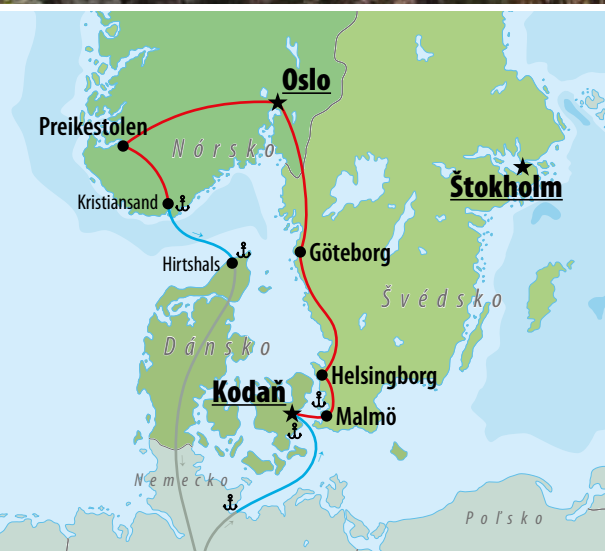 Oslo
Preikestolen
Nórsko
Štokholm
Kristiansand
Göteborg
Hirtshals
Švédsko
Dánsko
Helsingborg
Kodaň
Malmö
Nemecko
Poľsko